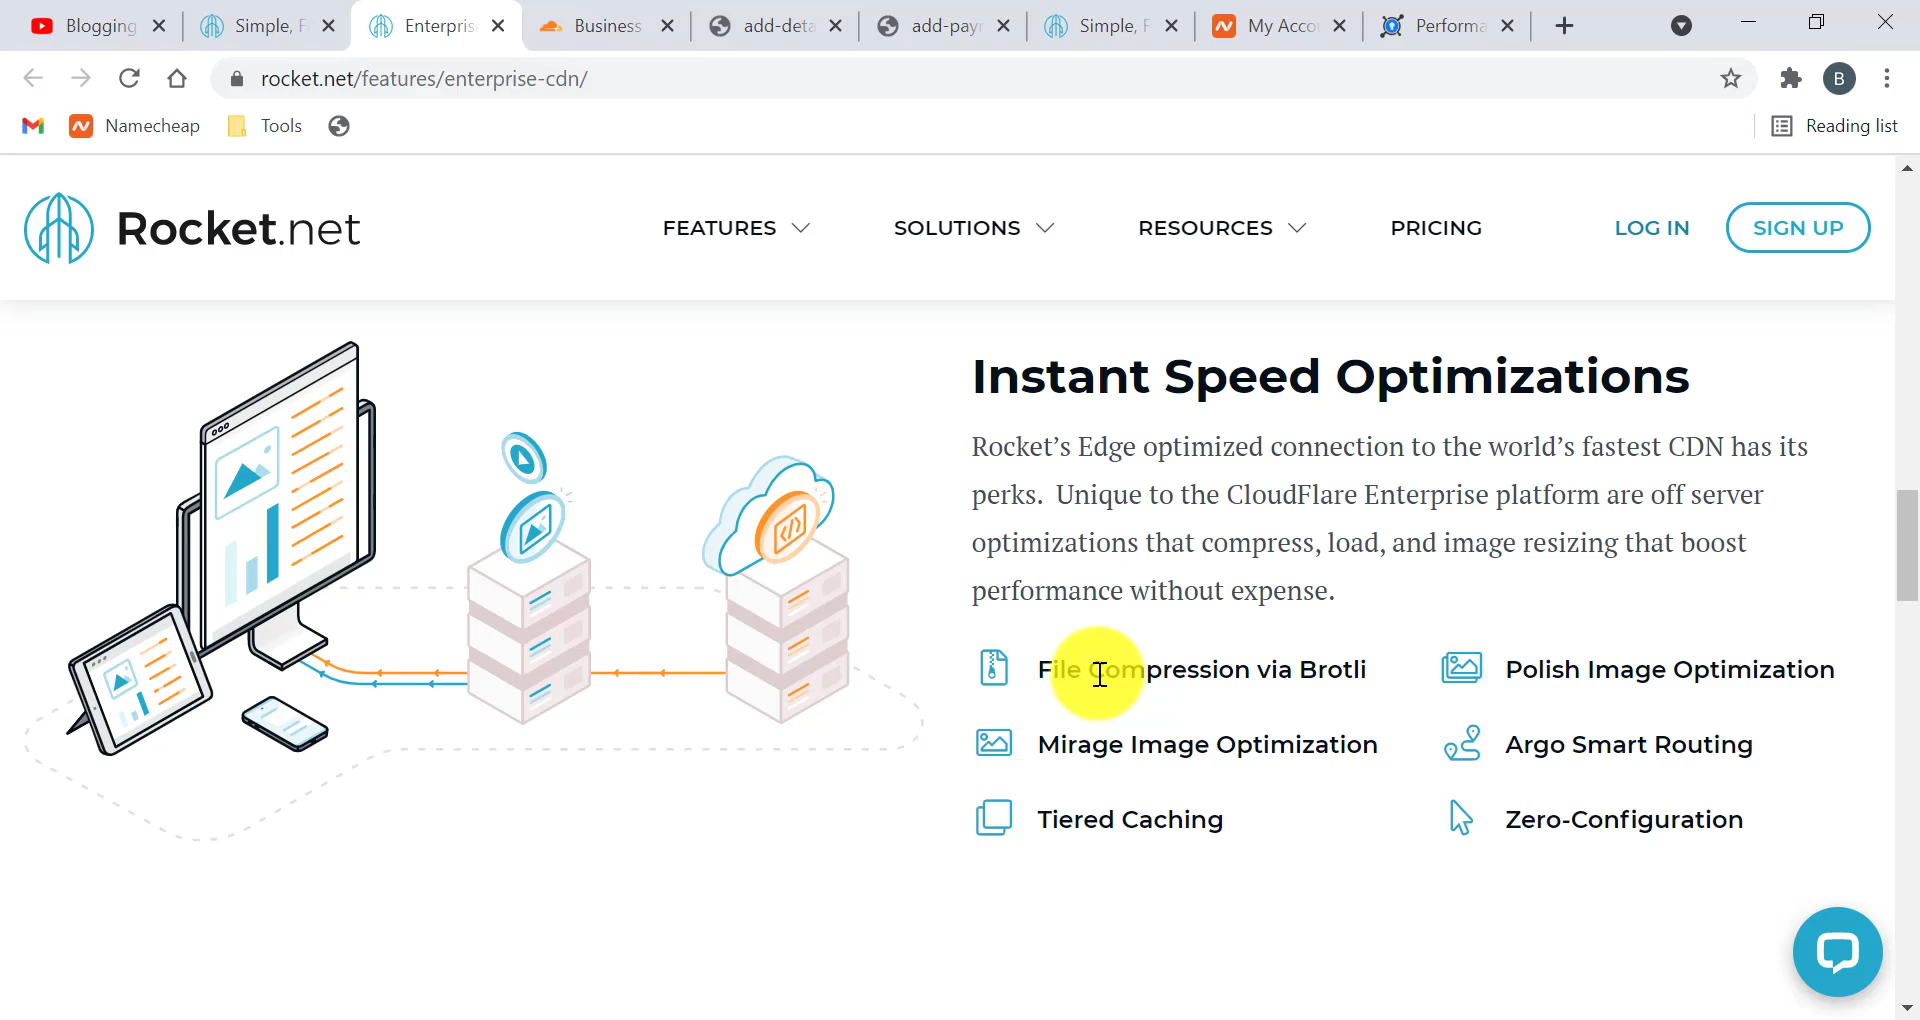 Blogging
Simple, F
Enterpris
Business
add-deta
add-payr
Simple, F
My Acco
Performa
rocket.net/features/enterprise-cdn/
B
Namecheap
Tools
Reading list
Rocket.net
FEATURES
SOLUTIONS
RESOURCES
PRICING
LOG IN
SIGN UP
Instant Speed Optimizations
Rocket’s Edge optimized connection to the world’s fastest CDN has its
perks. Unique to the CloudFlare Enterprise platform are off server
optimizations that compress, load, and image resizing that boost
performance without expense.
File Compression via Brotli
Polish Image Optimization
Mirage Image Optimization
Argo Smart Routing
Tiered Caching
Zero-Configuration